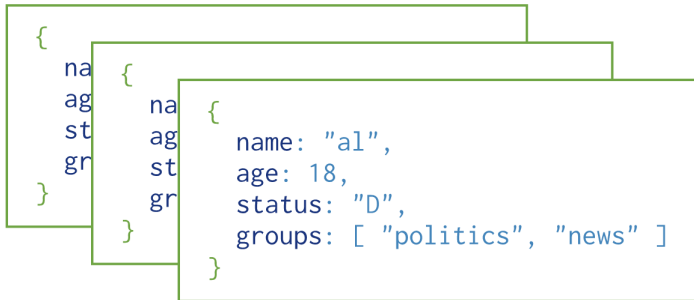 {
na
ag
st
gr
}
{
na
ag
st
gr
}
{
name: "al",
age: 18,
status: "D",
groups: [ "politics", "news" ]
}